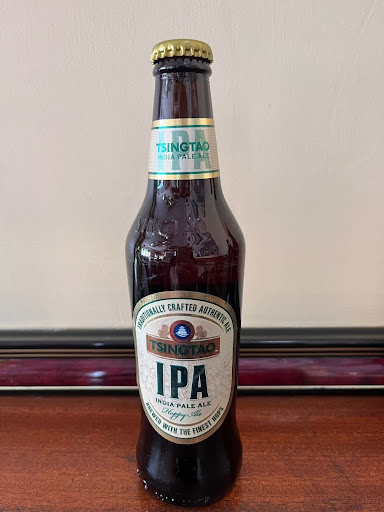 IPA
TSINGTAO
INDIA PALE ALE
TRADITIONALLY CRAFTED AUTHENTIC ALE
TSINGTAO
IPA
INDIA PALE ALE
Hoppy Ale
BREWED WITH THE FINEST HOPS